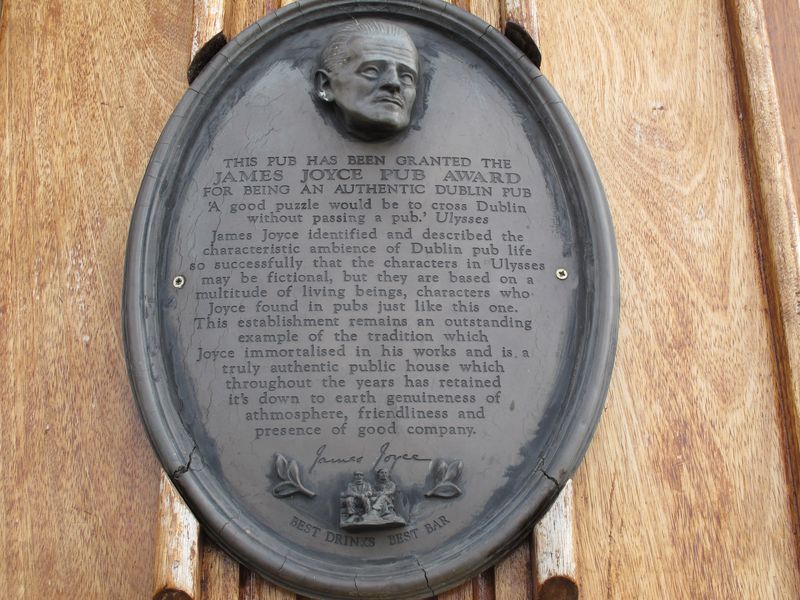 THIS PUB HAS BEEN GRANTED THE
JAMES JOYCE PUB AWARD
FOR BEING AN AUTHENTIC DUBLIN PUB
'A good puzzle would be to cross Dublin
without passing a pub.' Ulysses
James Joyce identified and described the
characteristic ambience of Dublin pub life
so successfully that the characters in Ulysses
may be fictional, but they are based on a
multitude of living beings, characters who
Joyce found in pubs just like this one.
This establishment remains an outstanding
example of the tradition which
Joyce immortalised in his works and is a
truly authentic public house which
throughout the years has retained
it's down to earth genuineness of
athmosphere, friendliness and
presence of good company.
James Joyce
BEST DRINKS BEST BAR